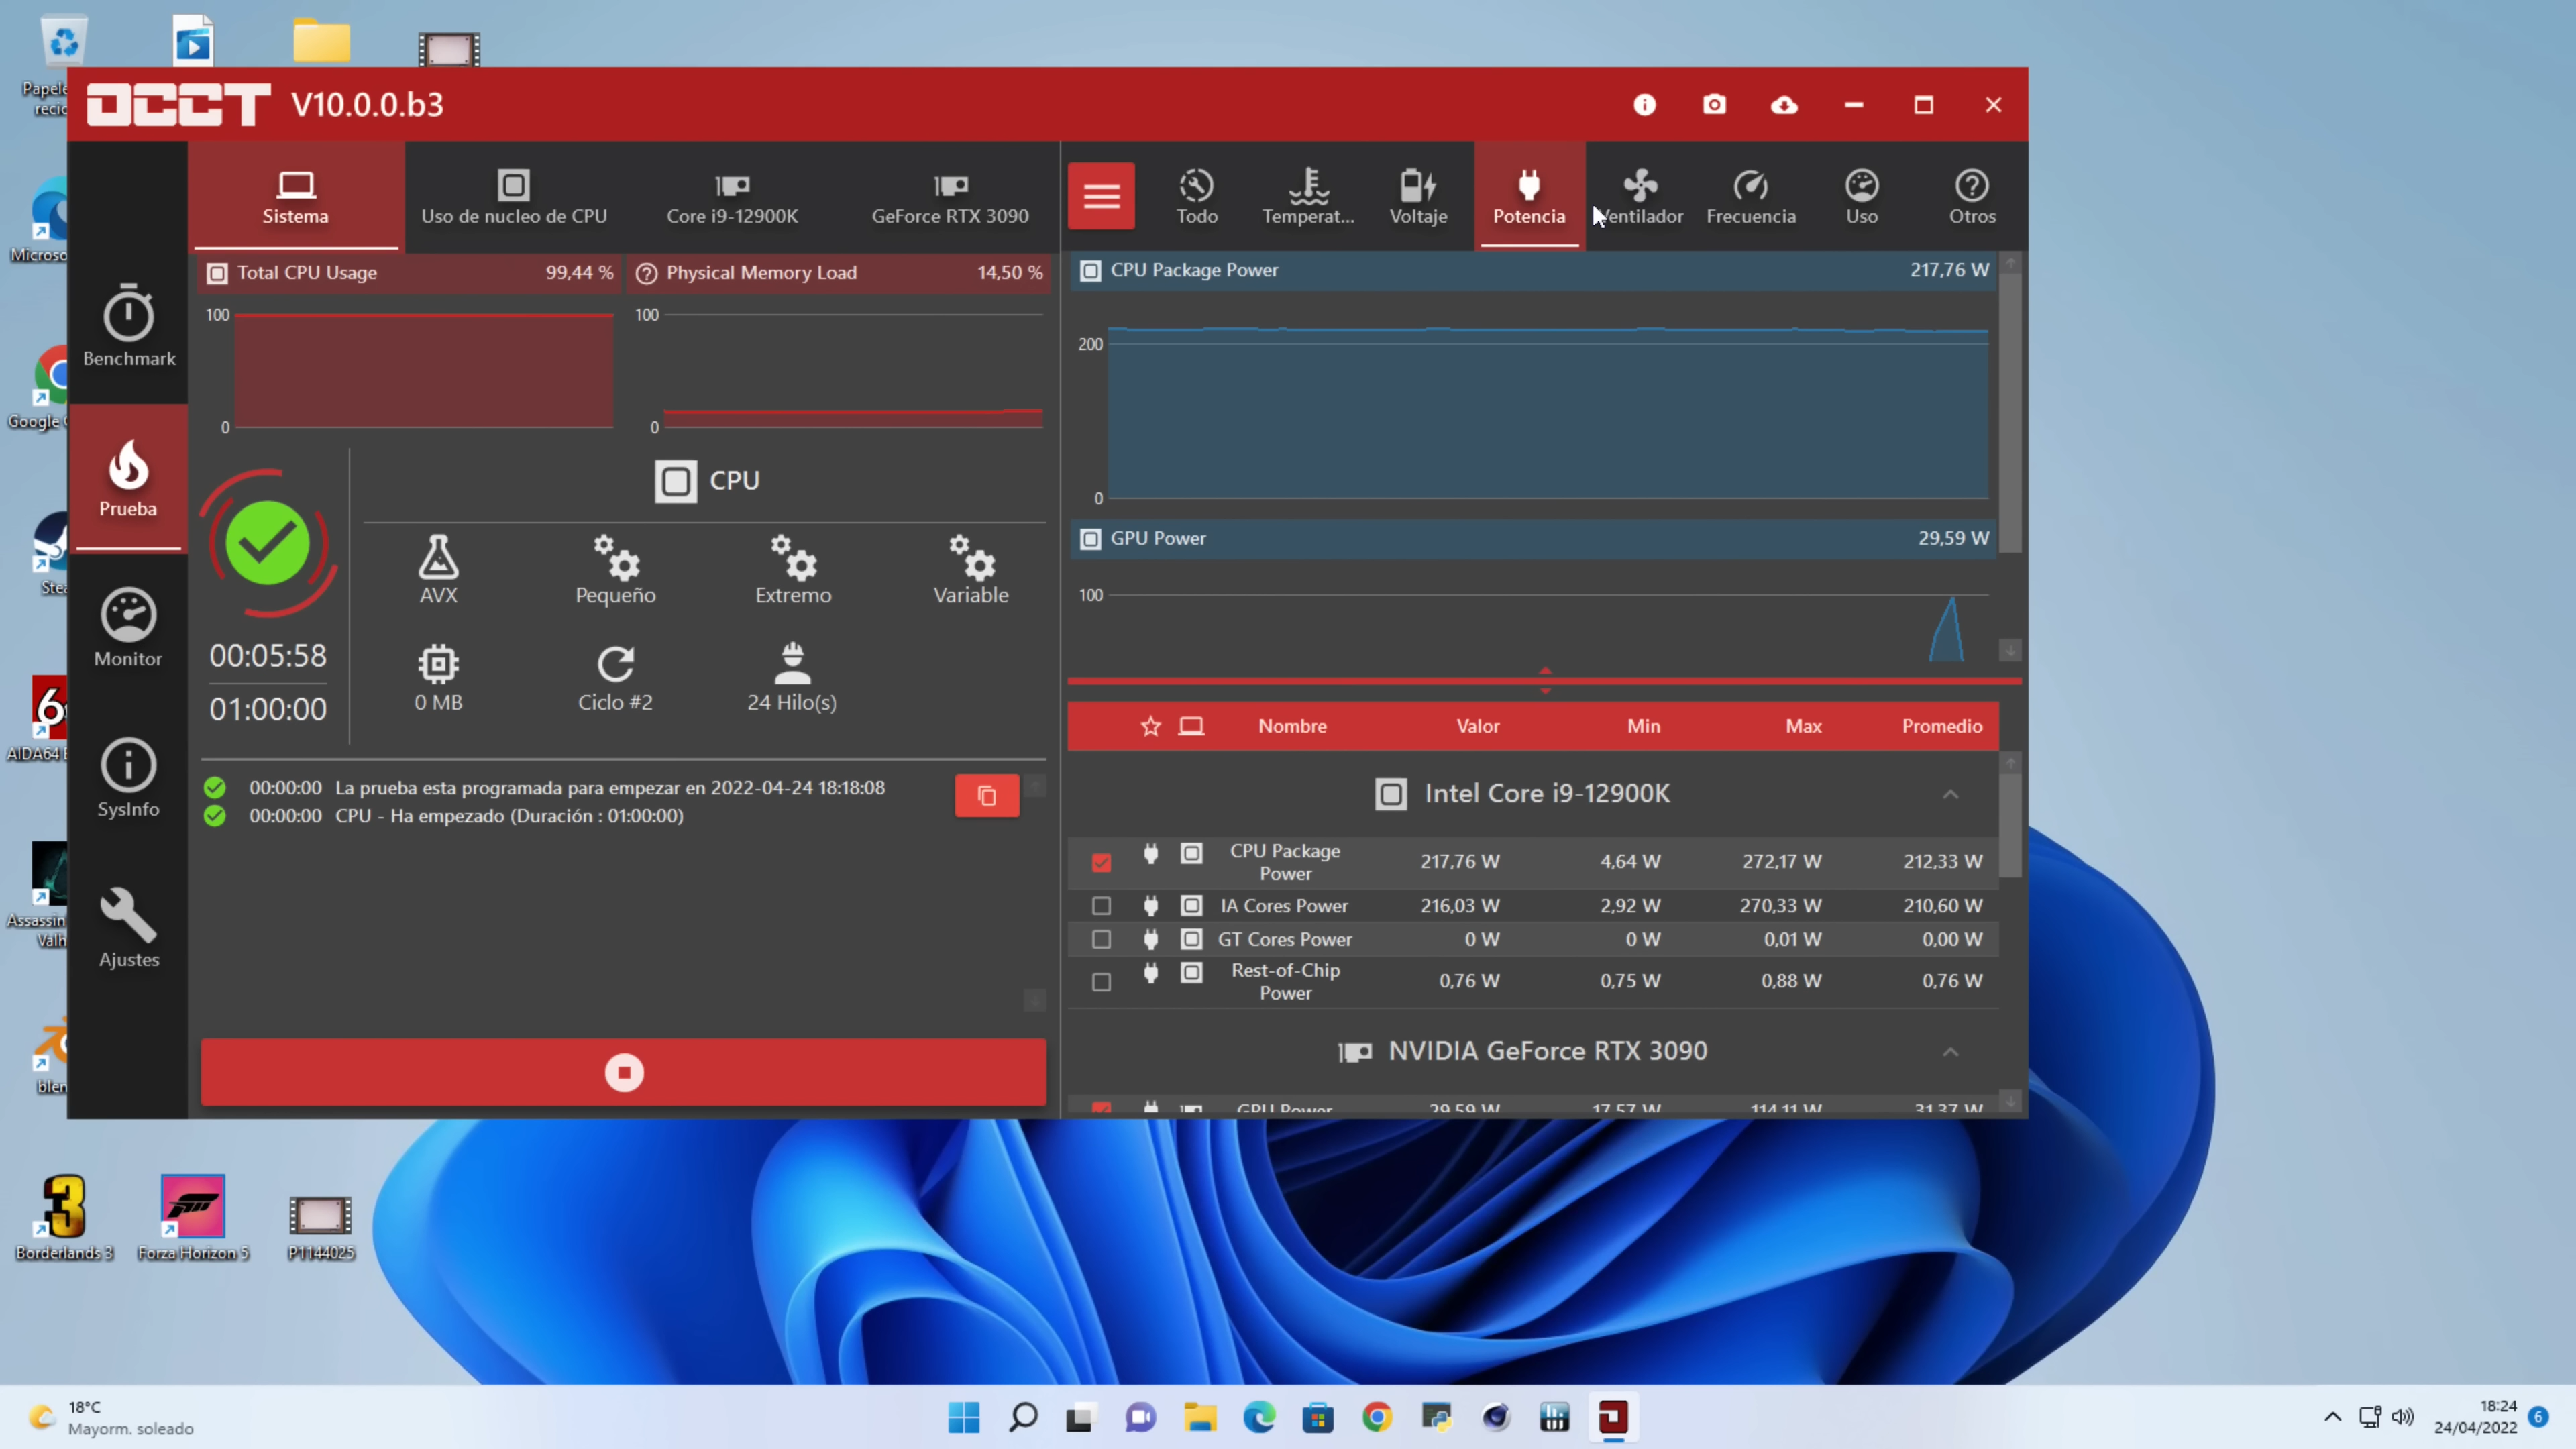 Papele
recic
OCCT V10.0.0.b3
Microso
Google
Stea
AIDA64 E
Assassin
Valh
blen
Borderlands 3
Forza Horizon 5
P1144025
Benchmark
Prueba
Monitor
SysInfo
Ajustes
Sistema
Uso de nucleo de CPU
Core i9-12900K
GeForce RTX 3090
Total CPU Usage 99,44 %
100
0
Physical Memory Load 14,50 %
100
0
CPU
AVX
Pequeño
Extremo
Variable
0 MB
Ciclo #2
24 Hilo(s)
00:05:58
01:00:00
00:00:00 La prueba esta programada para empezar en 2022-04-24 18:18:08
00:00:00 CPU - Ha empezado (Duración : 01:00:00)
Todo
Temperat...
Voltaje
Potencia
entilador
Frecuencia
Uso
Otros
CPU Package Power 217,76 W
200
0
GPU Power 29,59 W
100
Nombre Valor Min Max Promedio
Intel Core i9-12900K
CPU Package
Power 217,76 W 4,64 W 272,17 W 212,33 W
IA Cores Power 216,03 W 2,92 W 270,33 W 210,60 W
GT Cores Power 0 W 0 W 0,01 W 0,00 W
Rest-of-Chip
Power 0,76 W 0,75 W 0,88 W 0,76 W
NVIDIA GeForce RTX 3090
GPU Power 29,59 W 17,57 W 114,11 W 31,37 W
18°C
Mayorm. soleado
18:24
24/04/2022
6